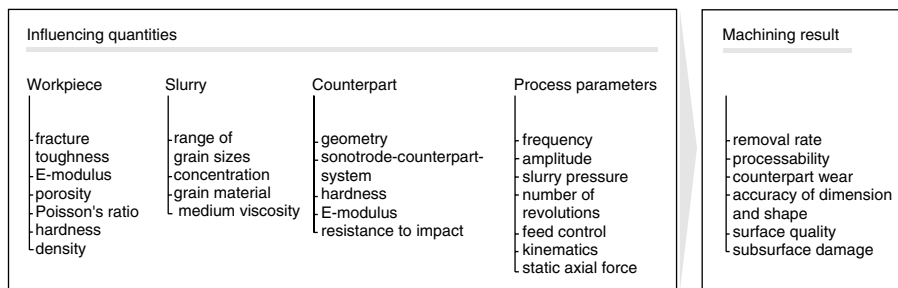 Influencing quantities
Workpiece
fracture
toughness
E-modulus
porosity
Poisson's ratio
hardness
density
Slurry
range of
grain sizes
concentration
grain material
medium viscosity
Counterpart
geometry
sonotrode-counterpart-
system
hardness
E-modulus
resistance to impact
Process parameters
frequency
amplitude
slurry pressure
number of
revolutions
feed control
kinematics
static axial force
Machining result
removal rate
processability
counterpart wear
accuracy of dimension
and shape
surface quality
subsurface damage